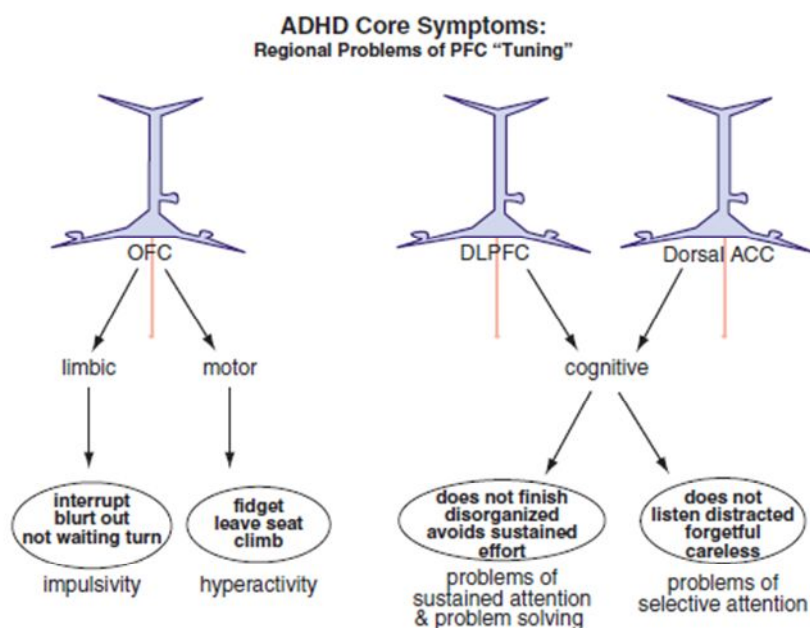 ADHD Core Symptoms:
Regional Problems of PFC “Tuning”
OFC
DLPFC
Dorsal ACC
limbic
motor
cognitive
interrupt
blurt out
not waiting turn
fidget
leave seat
climb
does not finish
disorganized
avoids sustained
effort
does not
listen distracted
forgetful
careless
impulsivity
hyperactivity
problems of
sustained attention
& problem solving
problems of
selective attention